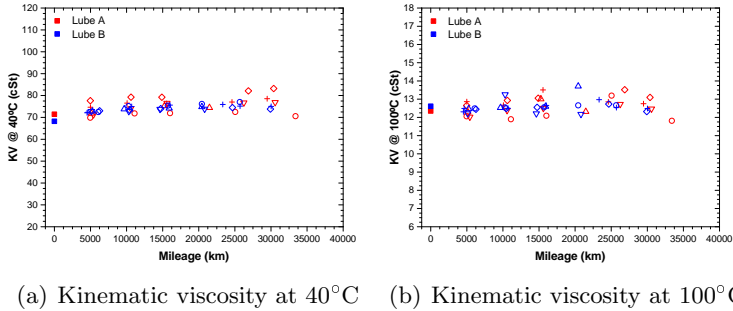 120
110
100
90
80
70
60
50
40
30
20
KV @ 40ºC (cSt)
Lube A
Lube B
0 5000 10000 15000 20000 25000 30000 35000 40000
Mileage (km)
18
17
16
15
14
13
12
11
10
9
8
7
6
KV @ 100ºC (cSt)
Lube A
Lube B
0 5000 10000 15000 20000 25000 30000 35000 40000
Mileage (km)
(a) Kinematic viscosity at 40°C
(b) Kinematic viscosity at 100°C